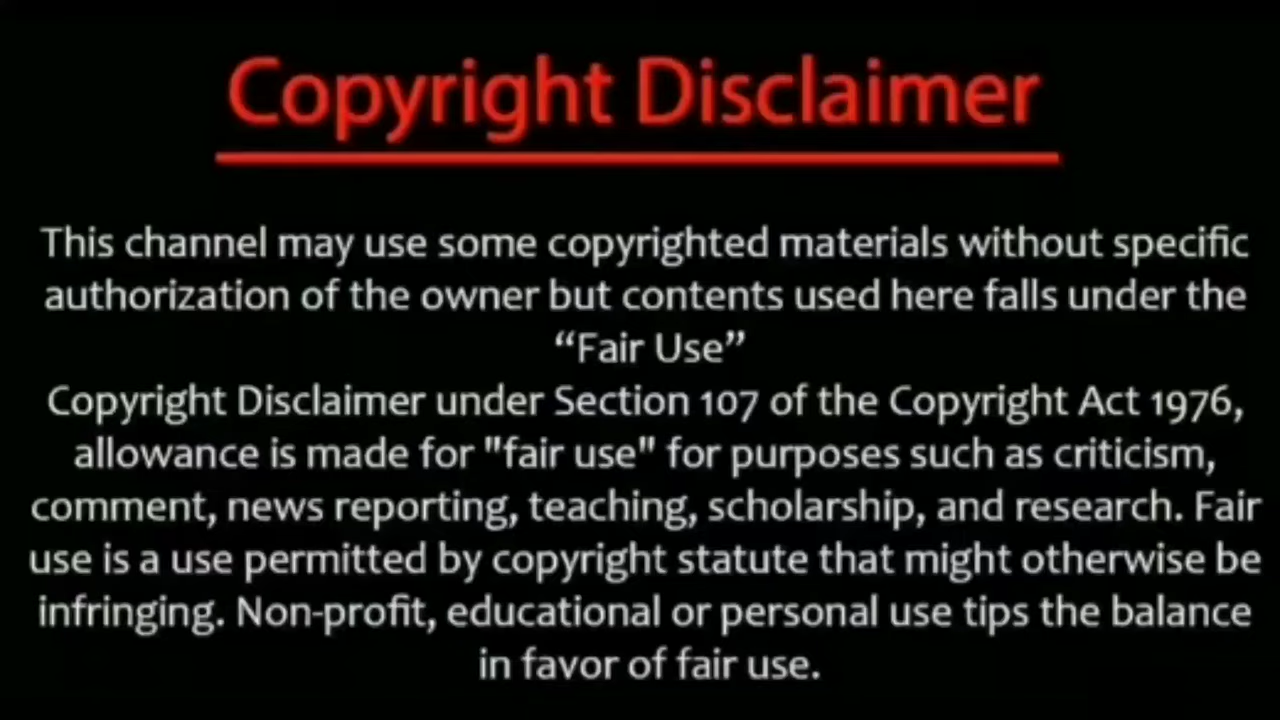 Copyright Disclaimer
This channel may use some copyrighted materials without specific
authorization of the owner but contents used here falls under the
“Fair Use”
Copyright Disclaimer under Section 107 of the Copyright Act 1976,
allowance is made for "fair use" for purposes such as criticism,
comment, news reporting, teaching, scholarship, and research. Fair
use is a use permitted by copyright statute that might otherwise be
infringing. Non-profit, educational or personal use tips the balance
in favor of fair use.